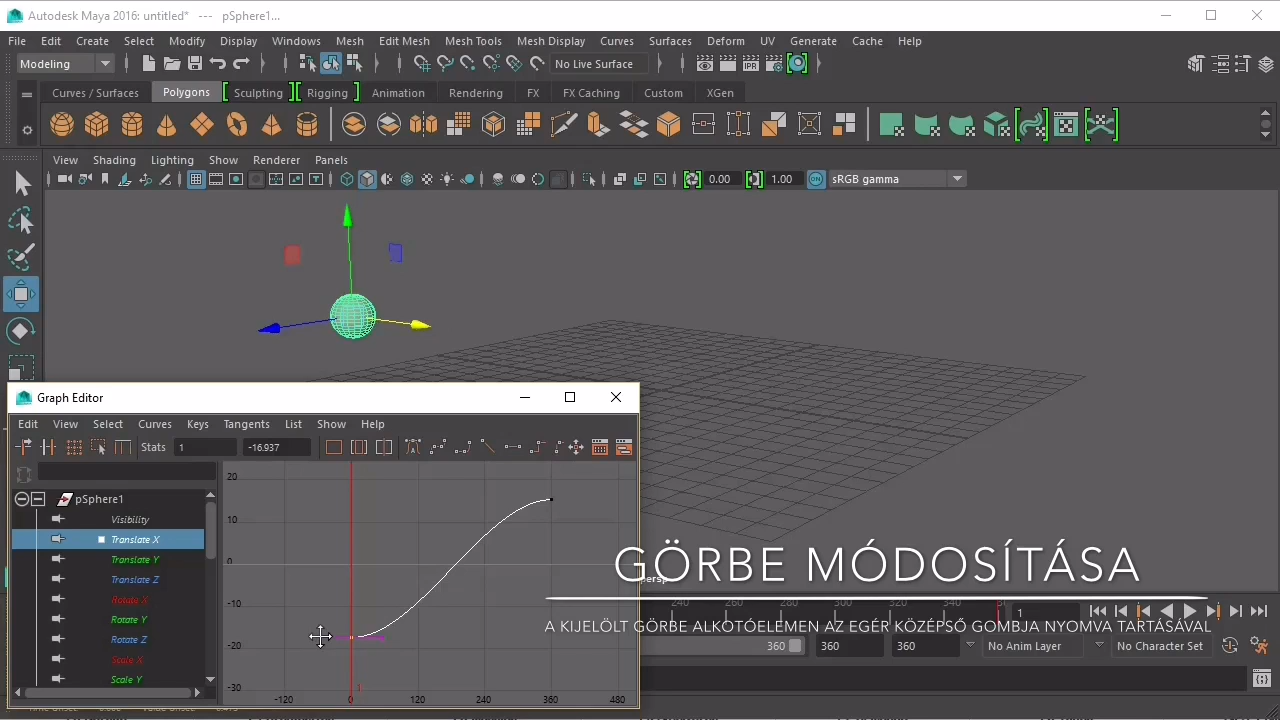 Autodesk Maya 2016: untitled* --- pSphere1...
File Edit Create Select Modify Display Windows Mesh Edit Mesh Mesh Tools Mesh Display Curves Surfaces Deform UV Generate Cache Help
Modeling No Live Surface IPR
Curves / Surfaces Polygons Sculpting Rigging Animation Rendering FX FX Caching Custom XGen
View Shading Lighting Show Renderer Panels
0.00 1.00 ON sRGB gamma
Graph Editor
Edit View Select Curves Keys Tangents List Show Help
Stats 1 -16.937
pSphere1
Visibility
Translate X
Translate Y
Translate Z
Rotate X
Rotate Y
Rotate Z
Scale X
Scale Y
20
10
0
-10
-20
-30
-120 0 120 240 360 480
1
persp
GÖRBE MÓDOSÍTÁSA
240 260 280 300 320 340 1
A KIJELÖLT GÖRBE ALKOTÓELEMEN AZ EGÉR KÖZÉPSŐ GOMBJA NYOMVA TARTÁSÁVAL
360 360 360 No Anim Layer No Character Set